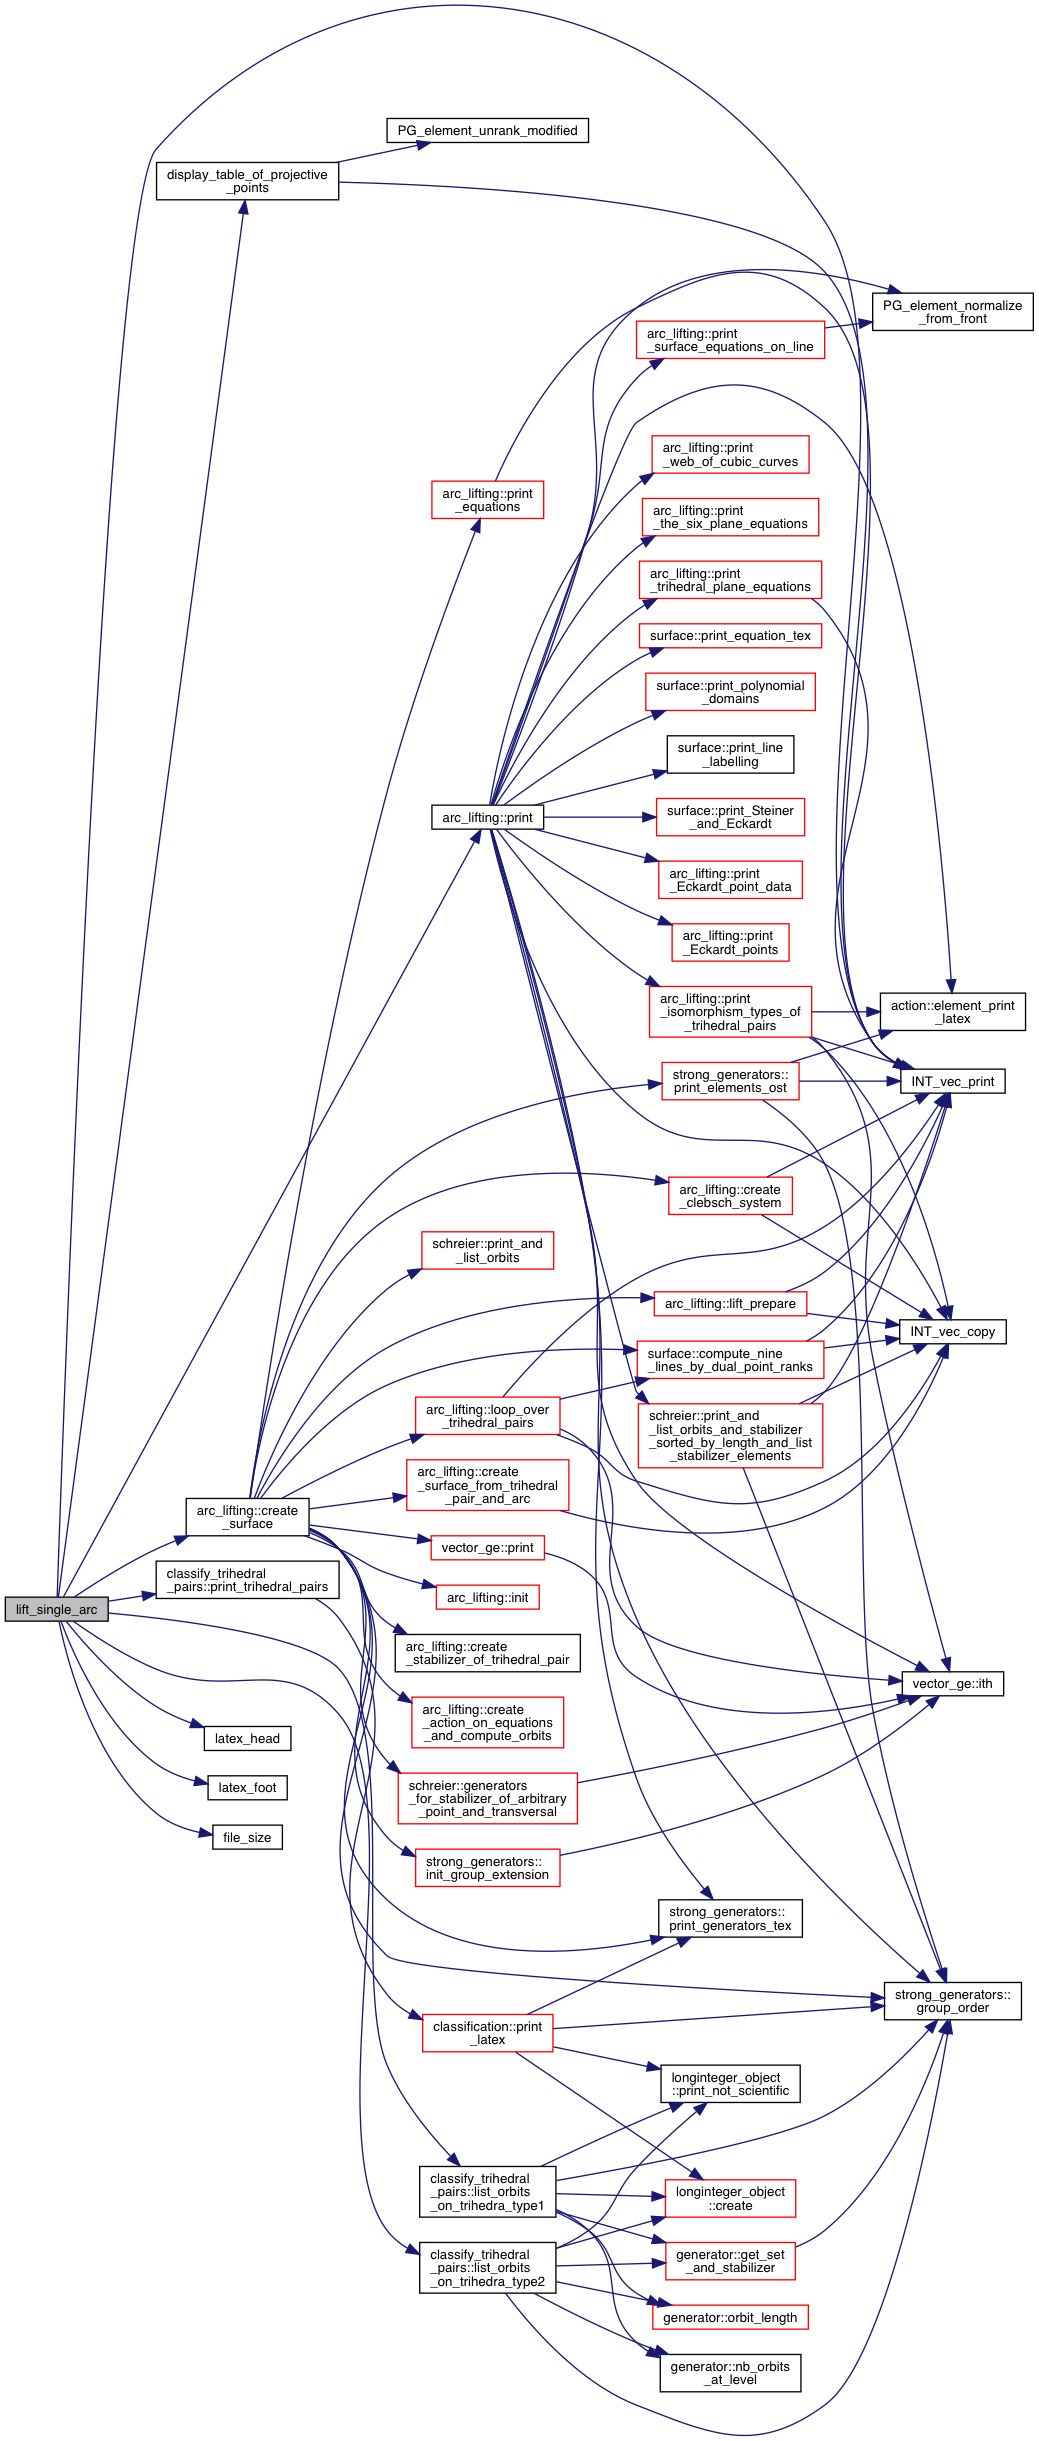 PG_element_unrank_modified
display_table_of_projective
_points
PG_element_normalize
_from_front
arc_lifting::print
_surface_equations_on_line
arc_lifting::print
_web_of_cubic_curves
arc_lifting::print
_equations
arc_lifting::print
_the_six_plane_equations
arc_lifting::print
_trihedral_plane_equations
surface::print_equation_tex
surface::print_polynomial
_domains
surface::print_line
_labelling
arc_lifting::print
surface::print_Steiner
_and_Eckardt
arc_lifting::print
_Eckardt_point_data
arc_lifting::print
_Eckardt_points
arc_lifting::print
_isomorphism_types_of
_trihedral_pairs
action::element_print
_latex
strong_generators::
print_elements_ost
INT_vec_print
arc_lifting::create
_clebsch_system
schreier::print_and
_list_orbits
arc_lifting::lift_prepare
INT_vec_copy
surface::compute_nine
_lines_by_dual_point_ranks
arc_lifting::loop_over
_trihedral_pairs
schreier::print_and
_list_orbits_and_stabilizer
_sorted_by_length_and_list
_stabilizer_elements
arc_lifting::create
_surface_from_trihedral
_pair_and_arc
arc_lifting::create
_surface
vector_ge::print
classify_trihedral
_pairs::print_trihedral_pairs
arc_lifting::init
lift_single_arc
arc_lifting::create
_stabilizer_of_trihedral_pair
vector_ge::ith
arc_lifting::create
_action_on_equations
_and_compute_orbits
latex_head
latex_foot
schreier::generators
_for_stabilizer_of_arbitrary
_point_and_transversal
file_size
strong_generators::
init_group_extension
strong_generators::
print_generators_tex
strong_generators::
group_order
classification::print
_latex
longinteger_object
::print_not_scientific
classify_trihedral
_pairs::list_orbits
_on_trihedra_type1
longinteger_object
::create
generator::get_set
_and_stabilizer
classify_trihedral
_pairs::list_orbits
_on_trihedra_type2
generator::orbit_length
generator::nb_orbits
_at_level